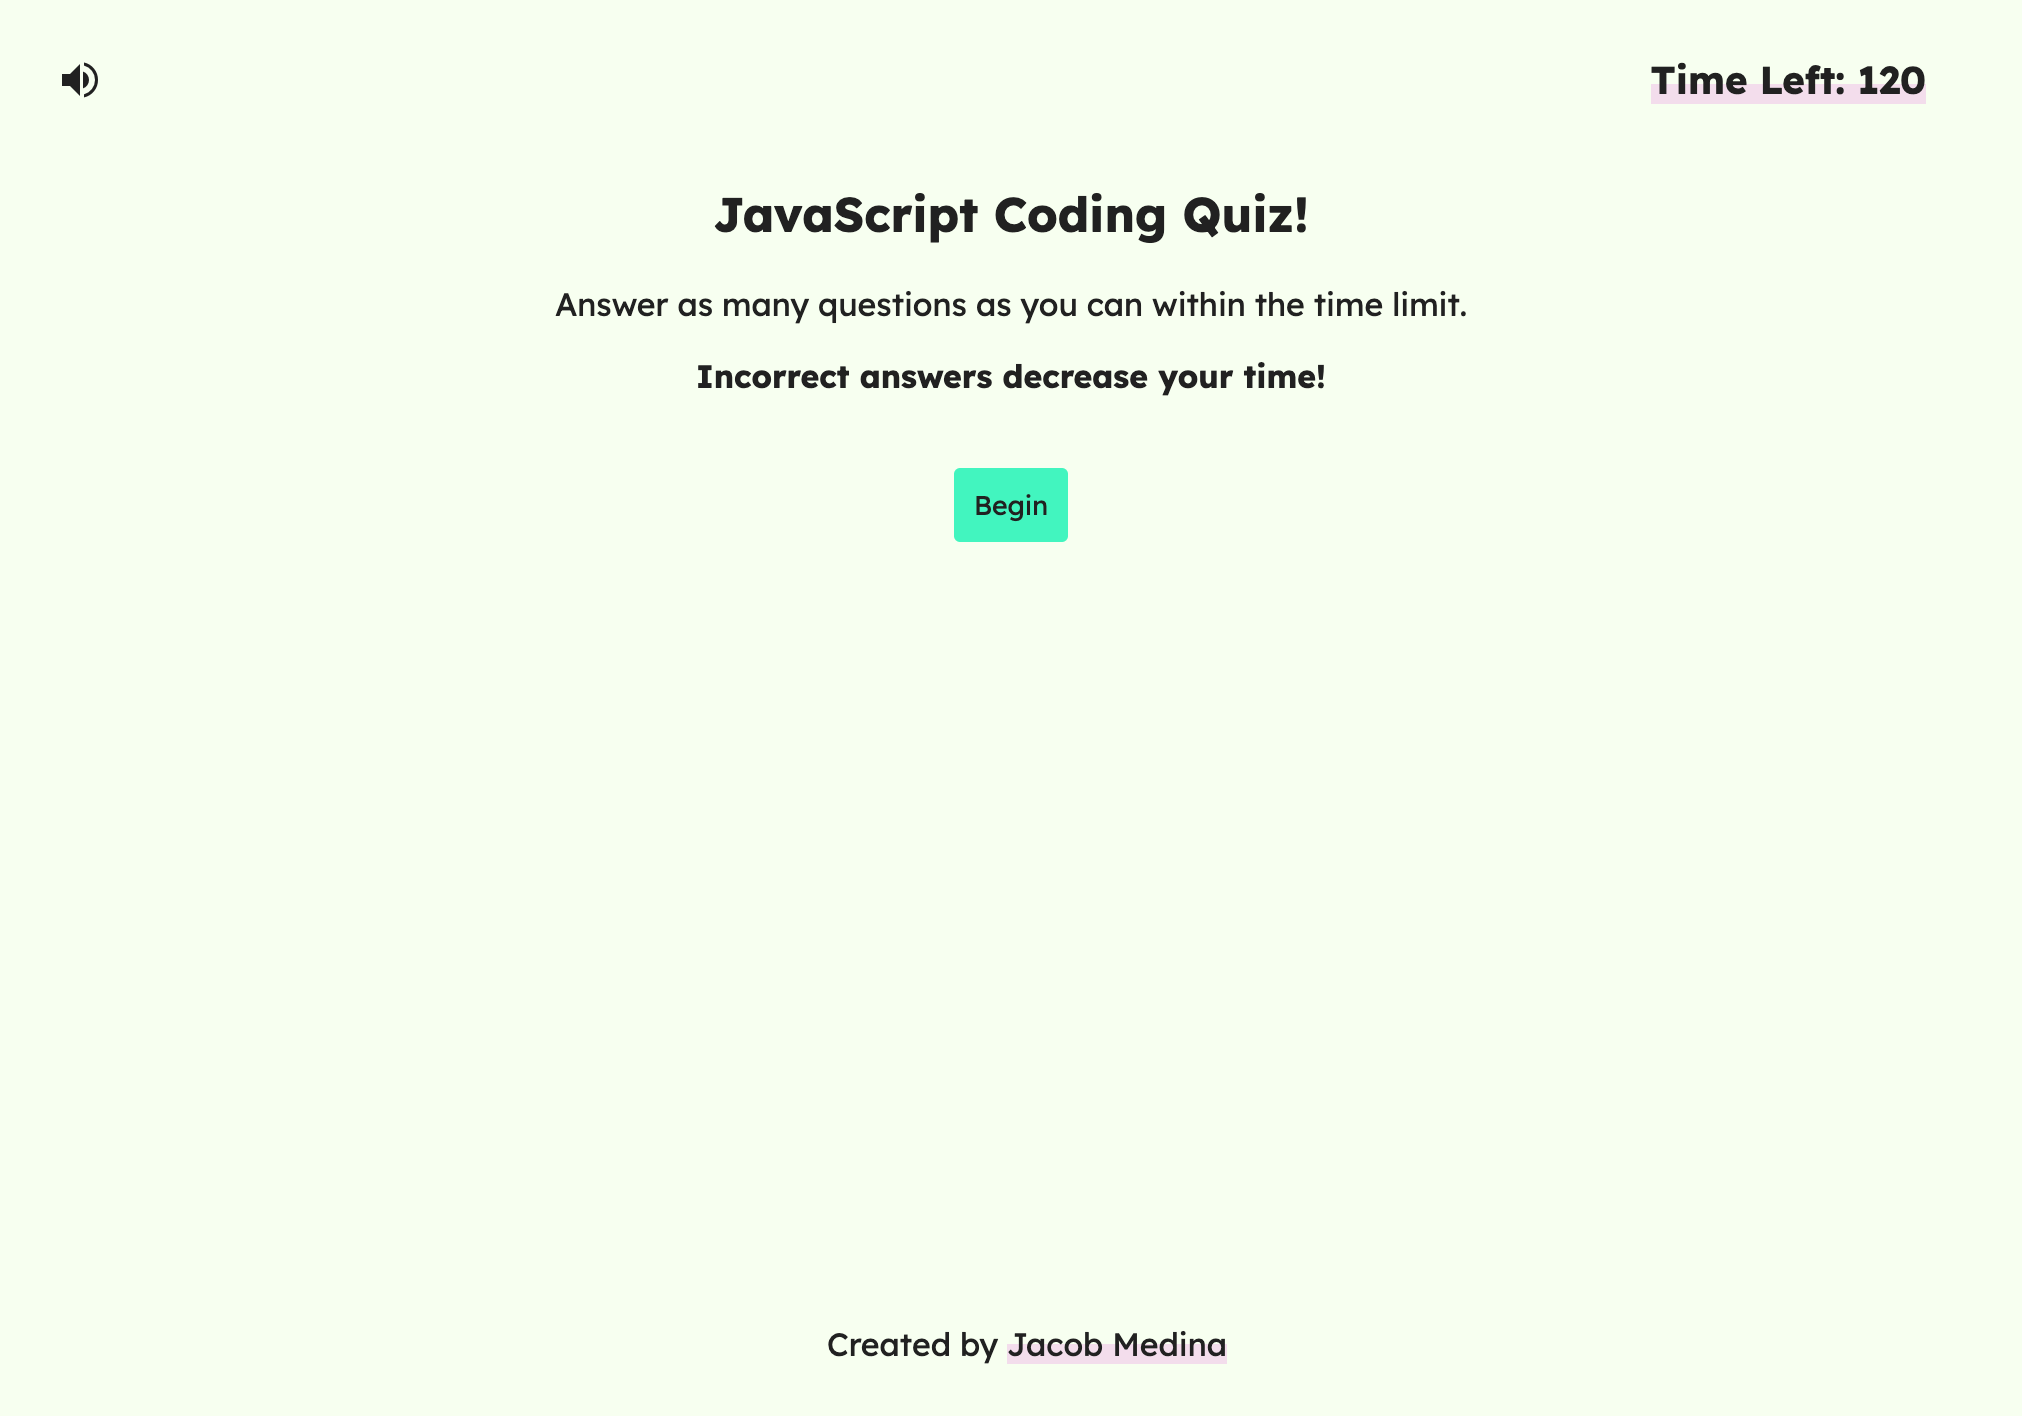 Time Left: 120
JavaScript Coding Quiz!
Answer as many questions as you can within the time limit.
Incorrect answers decrease your time!
Begin
Created by Jacob Medina